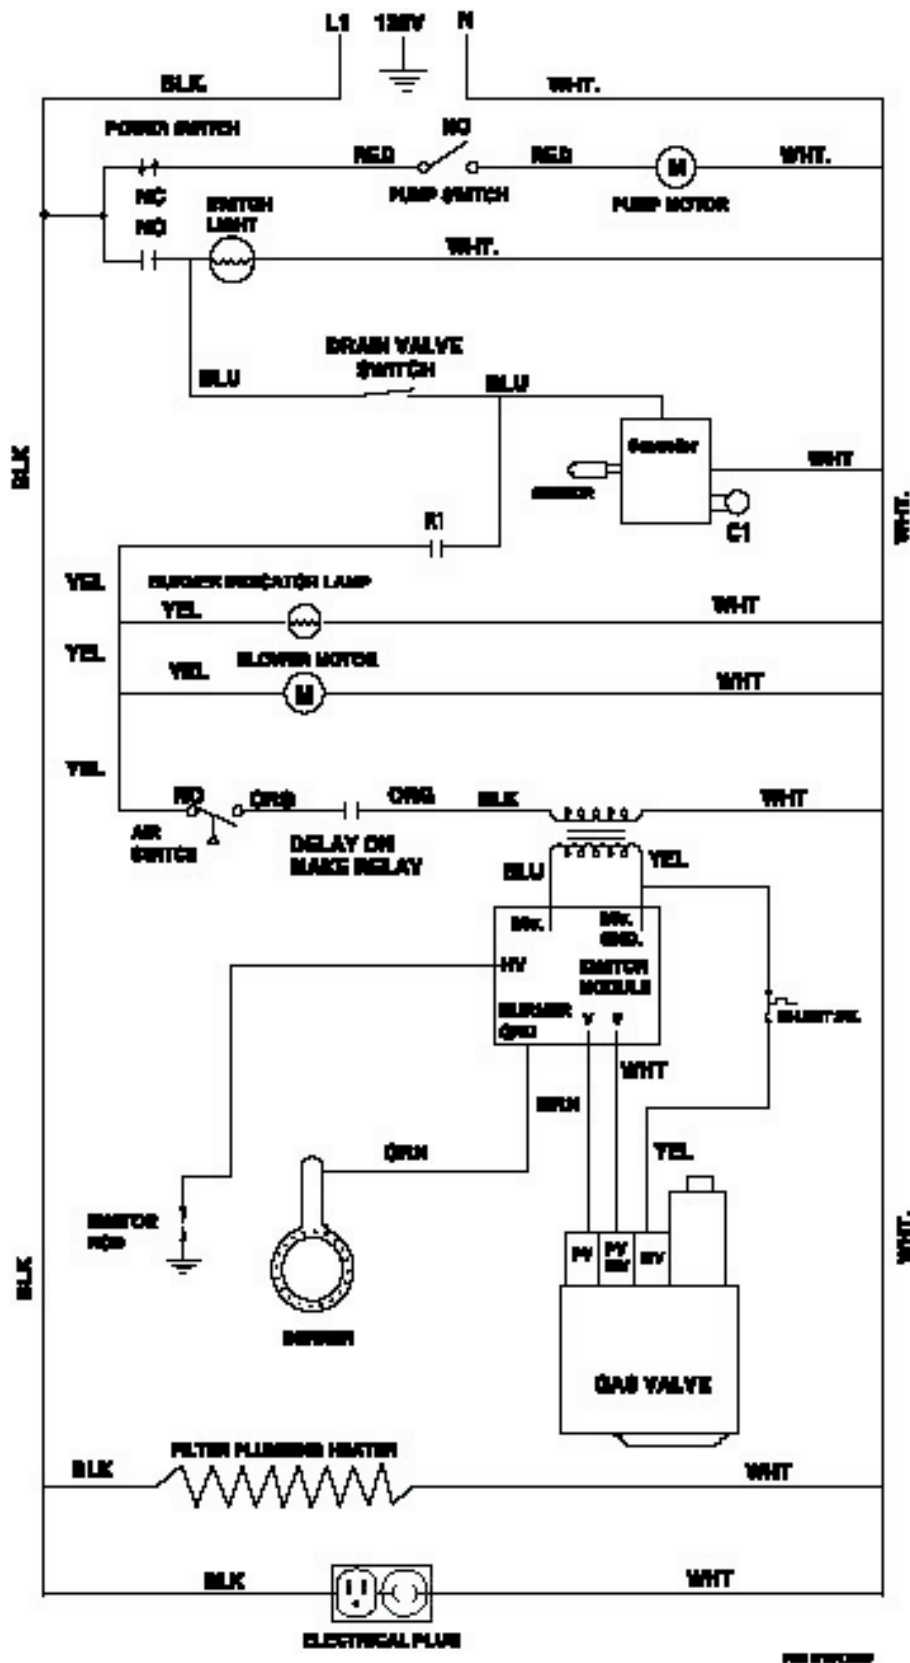 L1 120V N
BLK. WHT.
POWER SWITCH
NO
RED RED WHT.
M
PUMP SWITCH PUMP MOTOR
NC
SWITCH
LIGHT
NO
WHT.
DRAIN VALVE
SWITCH
BLU BLU
BLK
WHT
WHT.
C1
R1
YEL
BURNER INDICATOR LAMP
YEL WHT
YEL
BLOWER MOTOR
YEL WHT
M
YEL
NO ORG ORG BLK WHT
AIR
SWITCH
DELAY ON
MAKE RELAY
BLU YEL
GND.
HV
MODULE
BURNER
GRD
WHT
BRN
GRN
YEL
ROD
BLK
WHT.
PV PV MV
BURNER
GAS VALVE
FILTER PLUMBING HEATER
BLK WHT
BLK WHT
ELECTRICAL PLUG